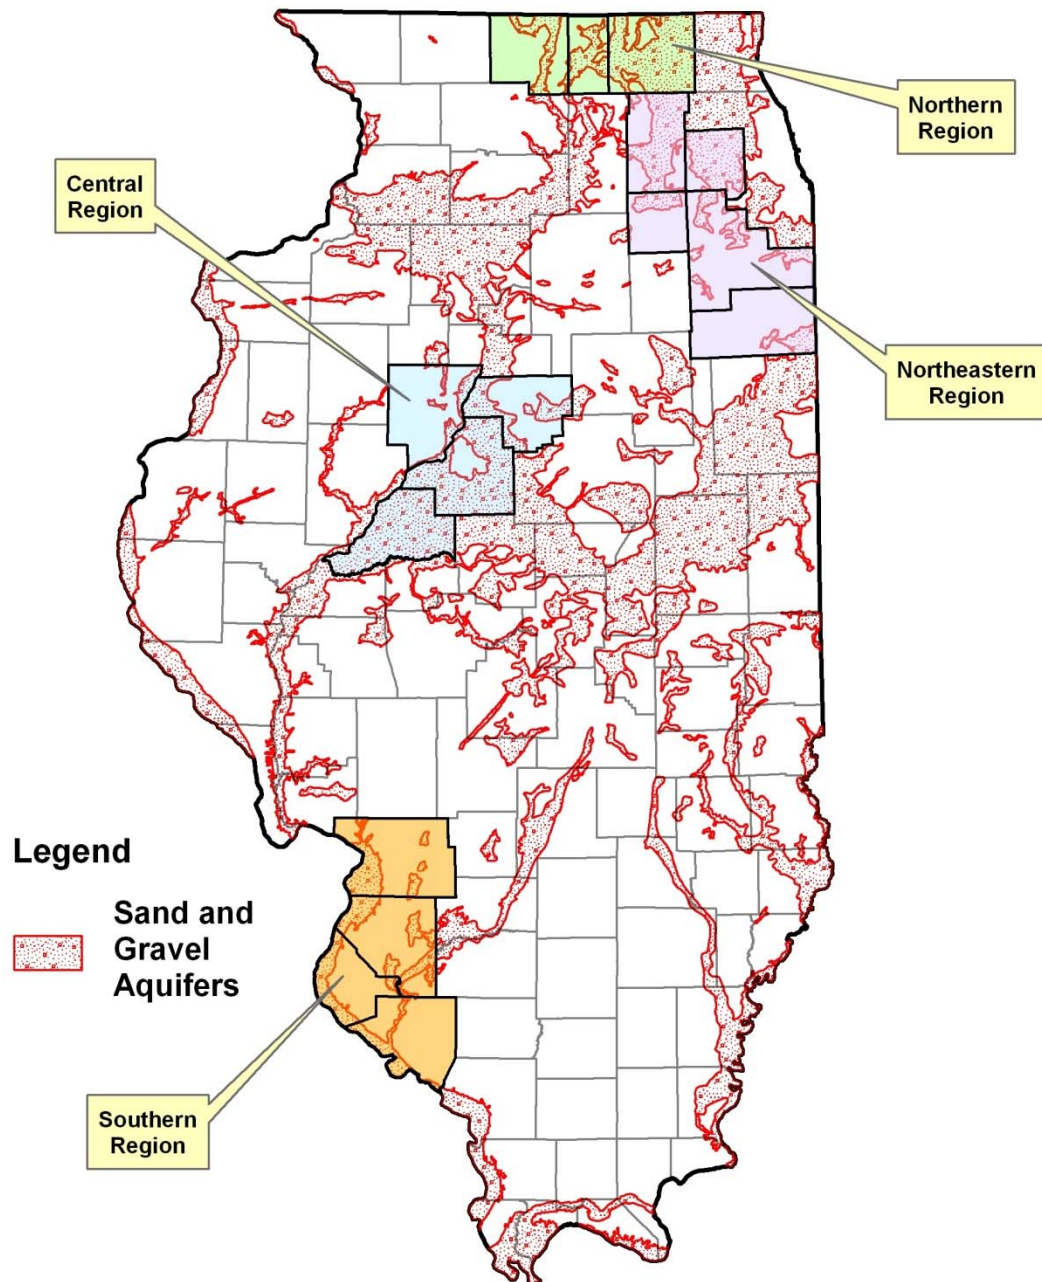 Northern
Region
Central
Region
Northeastern
Region
Legend
Sand and
Gravel
Aquifers
Southern
Region